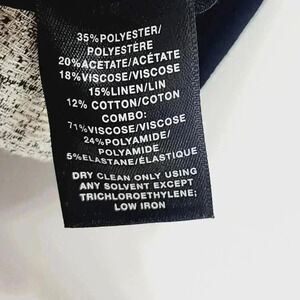 35%POLYESTER/
POLYESTÈRE
20%ACETATE/ACÉTATE
18%VISCOSE/VISCOSE
15%LINEN/LIN
12% COTTON/COTON
COMBO:
71%VISCOSE/VISCOSE
24%POLYAMIDE/
POLYAMIDE
5%ELASTANE/ÉLASTIQUE
DRY CLEAN ONLY USING
ANY SOLVENT EXCEPT
TRICHLOROETHYLENE;
LOW IRON